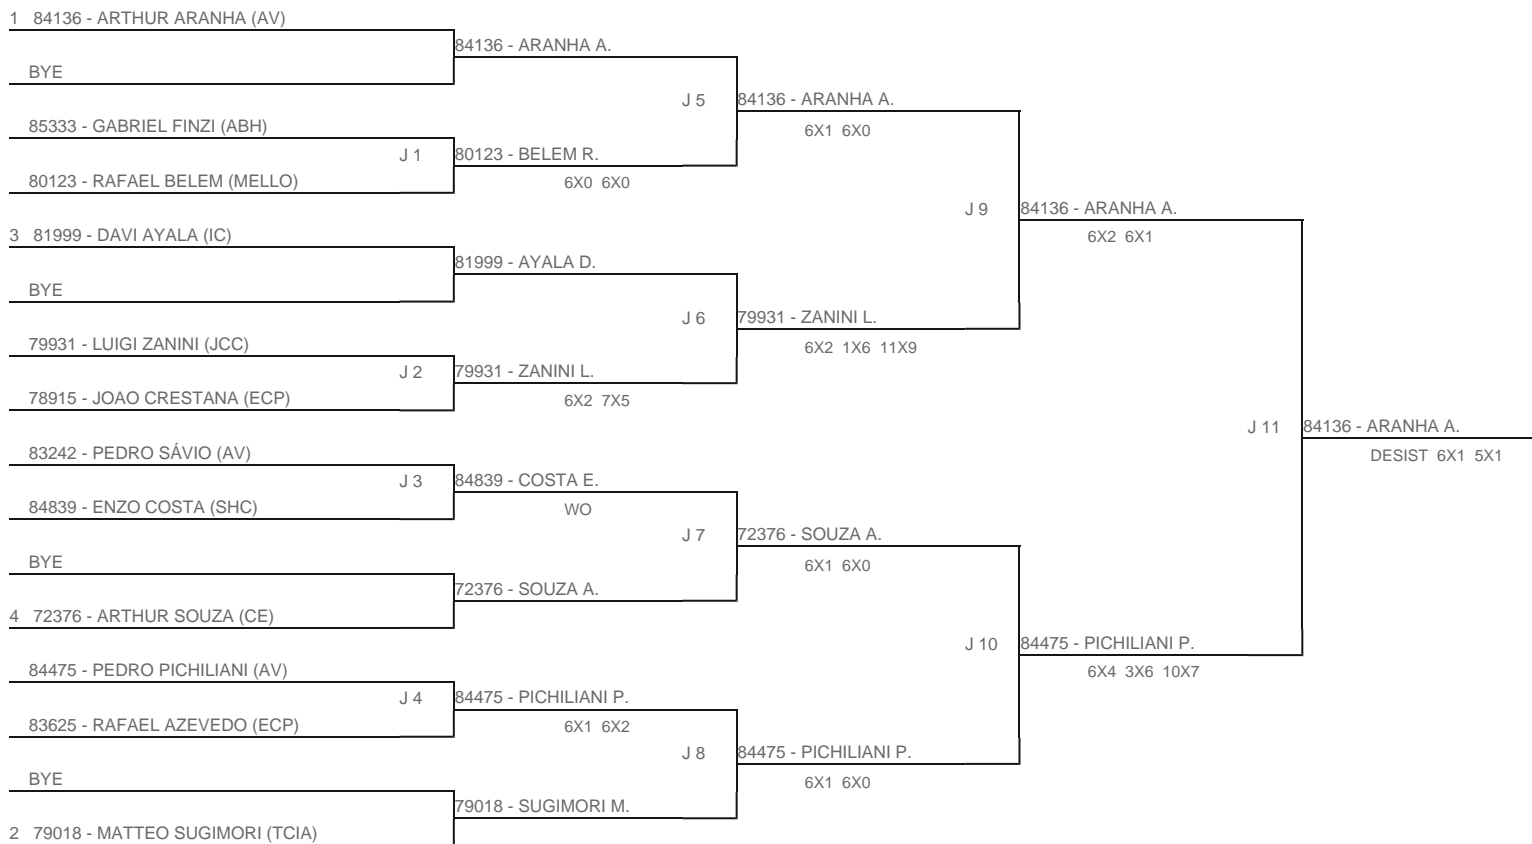 1 84136 - ARTHUR ARANHA (AV)
84136 - ARANHA A.
BYE
J 5
84136 - ARANHA A.
6X1 6X0
85333 - GABRIEL FINZI (ABH)
J 1
80123 - BELEM R.
6X0 6X0
80123 - RAFAEL BELEM (MELLO)
J 9
84136 - ARANHA A.
6X2 6X1
3 81999 - DAVI AYALA (IC)
81999 - AYALA D.
BYE
J 6
79931 - ZANINI L.
6X2 1X6 11X9
79931 - LUIGI ZANINI (JCC)
J 2
79931 - ZANINI L.
6X2 7X5
78915 - JOAO CRESTANA (ECP)
J 11
84136 - ARANHA A.
DESIST 6X1 5X1
83242 - PEDRO SÁVIO (AV)
J 3
84839 - COSTA E.
WO
84839 - ENZO COSTA (SHC)
J 7
72376 - SOUZA A.
6X1 6X0
BYE
72376 - SOUZA A.
4 72376 - ARTHUR SOUZA (CE)
J 10
84475 - PICHILIANI P.
6X4 3X6 10X7
84475 - PEDRO PICHILIANI (AV)
J 4
84475 - PICHILIANI P.
6X1 6X2
83625 - RAFAEL AZEVEDO (ECP)
J 8
84475 - PICHILIANI P.
6X1 6X0
BYE
79018 - SUGIMORI M.
2 79018 - MATTEO SUGIMORI (TCIA)